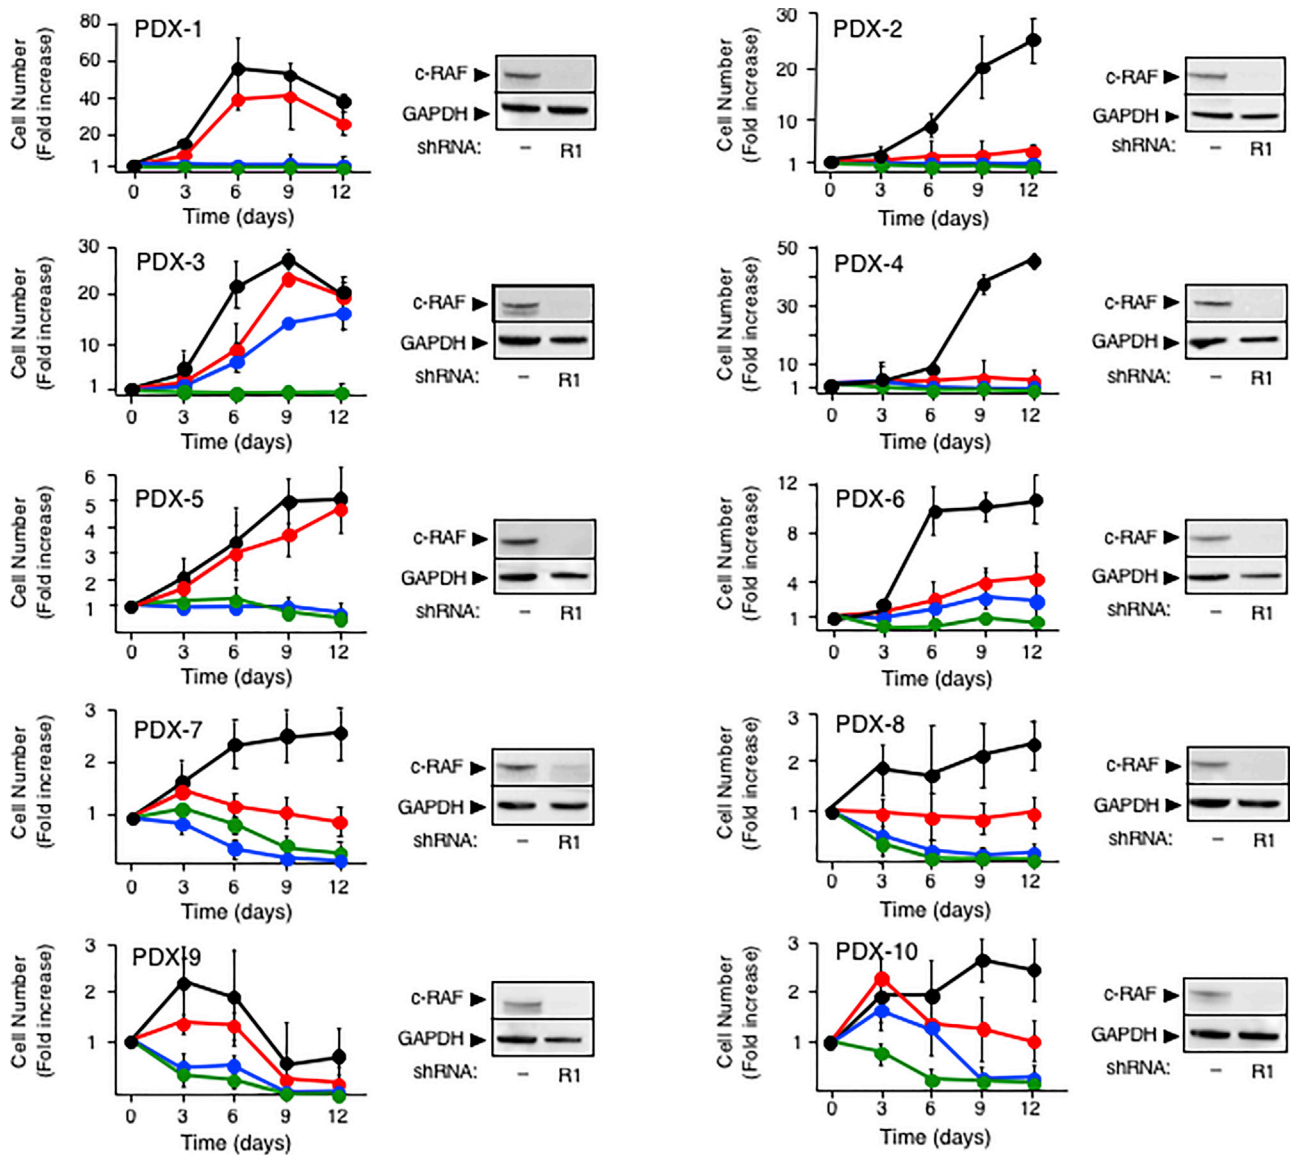 PDX-1
Cell Number
(Fold increase)
80
60
40
20
1
0 3 6 9 12
Time (days)
c-RAF
GAPDH
shRNA: – R1
PDX-2
Cell Number
(Fold increase)
30
20
10
1
0 3 6 9 12
Time (days)
c-RAF
GAPDH
shRNA: – R1
PDX-3
Cell Number
(Fold increase)
30
20
10
1
0 3 6 9 12
Time (days)
c-RAF
GAPDH
shRNA: – R1
PDX-4
Cell Number
(Fold increase)
50
30
10
1
0 3 6 9 12
Time (days)
c-RAF
GAPDH
shRNA: – R1
PDX-5
Cell Number
(Fold increase)
6
5
4
3
2
1
0 3 6 9 12
Time (days)
c-RAF
GAPDH
shRNA: – R1
PDX-6
Cell Number
(Fold increase)
12
8
4
1
0 3 6 9 12
Time (days)
c-RAF
GAPDH
shRNA: – R1
PDX-7
Cell Number
(Fold increase)
3
2
1
0 3 6 9 12
Time (days)
c-RAF
GAPDH
shRNA: – R1
PDX-8
Cell Number
(Fold increase)
3
2
1
0 3 6 9 12
Time (days)
c-RAF
GAPDH
shRNA: – R1
PDX-9
Cell Number
(Fold increase)
3
2
1
0 3 6 9 12
Time (days)
c-RAF
GAPDH
shRNA: – R1
PDX-10
Cell Number
(Fold increase)
3
2
1
0 3 6 9 12
Time (days)
c-RAF
GAPDH
shRNA: – R1